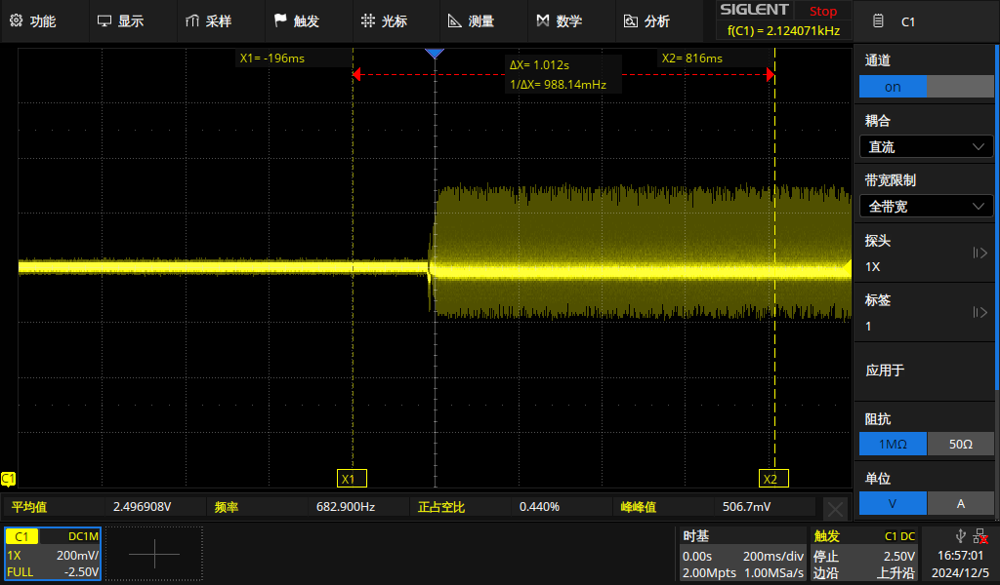 功能 显示 采样 触发 光标 测量 数学 分析 SIGLENT Stop C1
f(C1) = 2.124071kHz
X1= -196ms ΔX= 1.012s X2= 816ms
1/ΔX= 988.14mHz
通道
on
耦合
直流
带宽限制
全带宽
探头
1X
标签
1
应用于
阻抗
1MΩ 50Ω
单位
V A
C1 X1 X2
平均值 2.496908V 频率 682.900Hz 正占空比 0.440% 峰峰值 506.7mV
C1 DC1M
1X 200mV/
FULL -2.50V
时基
0.00s 200ms/div
2.00Mpts 1.00MSa/s
触发 C1 DC
停止 2.50V
边沿 上升沿
16:57:01
2024/12/5